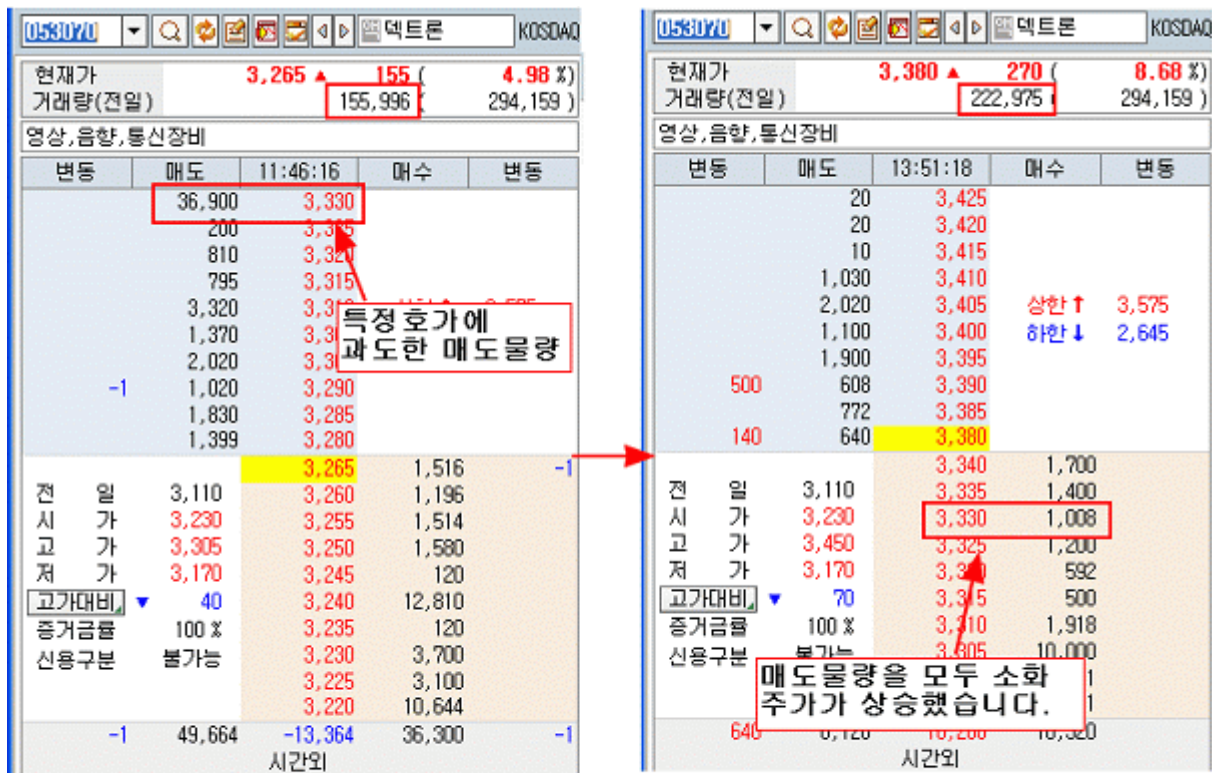 053070 덱트론 KOSDAQ
현재가 3,265 ▲ 155 ( 4.98 %)
거래량(전일) 155,996 ( 294,159 )
영상,음향,통신장비
변동 매도 11:46:16 매수 변동
36,900 3,330
200
810 3,320
795 3,315
3,320
1,370
2,020
-1 1,020 3,290
1,830 3,285
1,399 3,280
특정호가에
과도한 매도물량
3,265 1,516 -1
전 일 3,110 3,260 1,196
시 가 3,230 3,255 1,514
고 가 3,305 3,250 1,580
저 가 3,170 3,245 120
고가대비 ▼ 40 3,240 12,810
증거금률 100 % 3,235 120
신용구분 불가능 3,230 3,700
3,225 3,100
3,220 10,644
-1 49,664 -13,364 36,300 -1
시간외
053070 덱트론 KOSDAQ
현재가 3,380 ▲ 270 ( 8.68 %)
거래량(전일) 222,975 294,159 )
영상,음향,통신장비
변동 매도 13:51:18 매수 변동
20 3,425
20 3,420
10 3,415
1,030 3,410
2,020 3,405 상한 ↑ 3,575
1,100 3,400 하한 ↓ 2,645
1,900 3,395
500 608 3,390
772 3,385
140 640 3,380
3,340 1,700
전 일 3,110 3,335 1,400
시 가 3,230 3,330 1,008
고 가 3,450 3,325 1,200
저 가 3,170 592
고가대비 ▼ 70 500
증거금률 100 % 3,310 1,918
신용구분 불가능 3,305 10,000
매도물량을 모두 소화
주가가 상승했습니다.
640
시간외